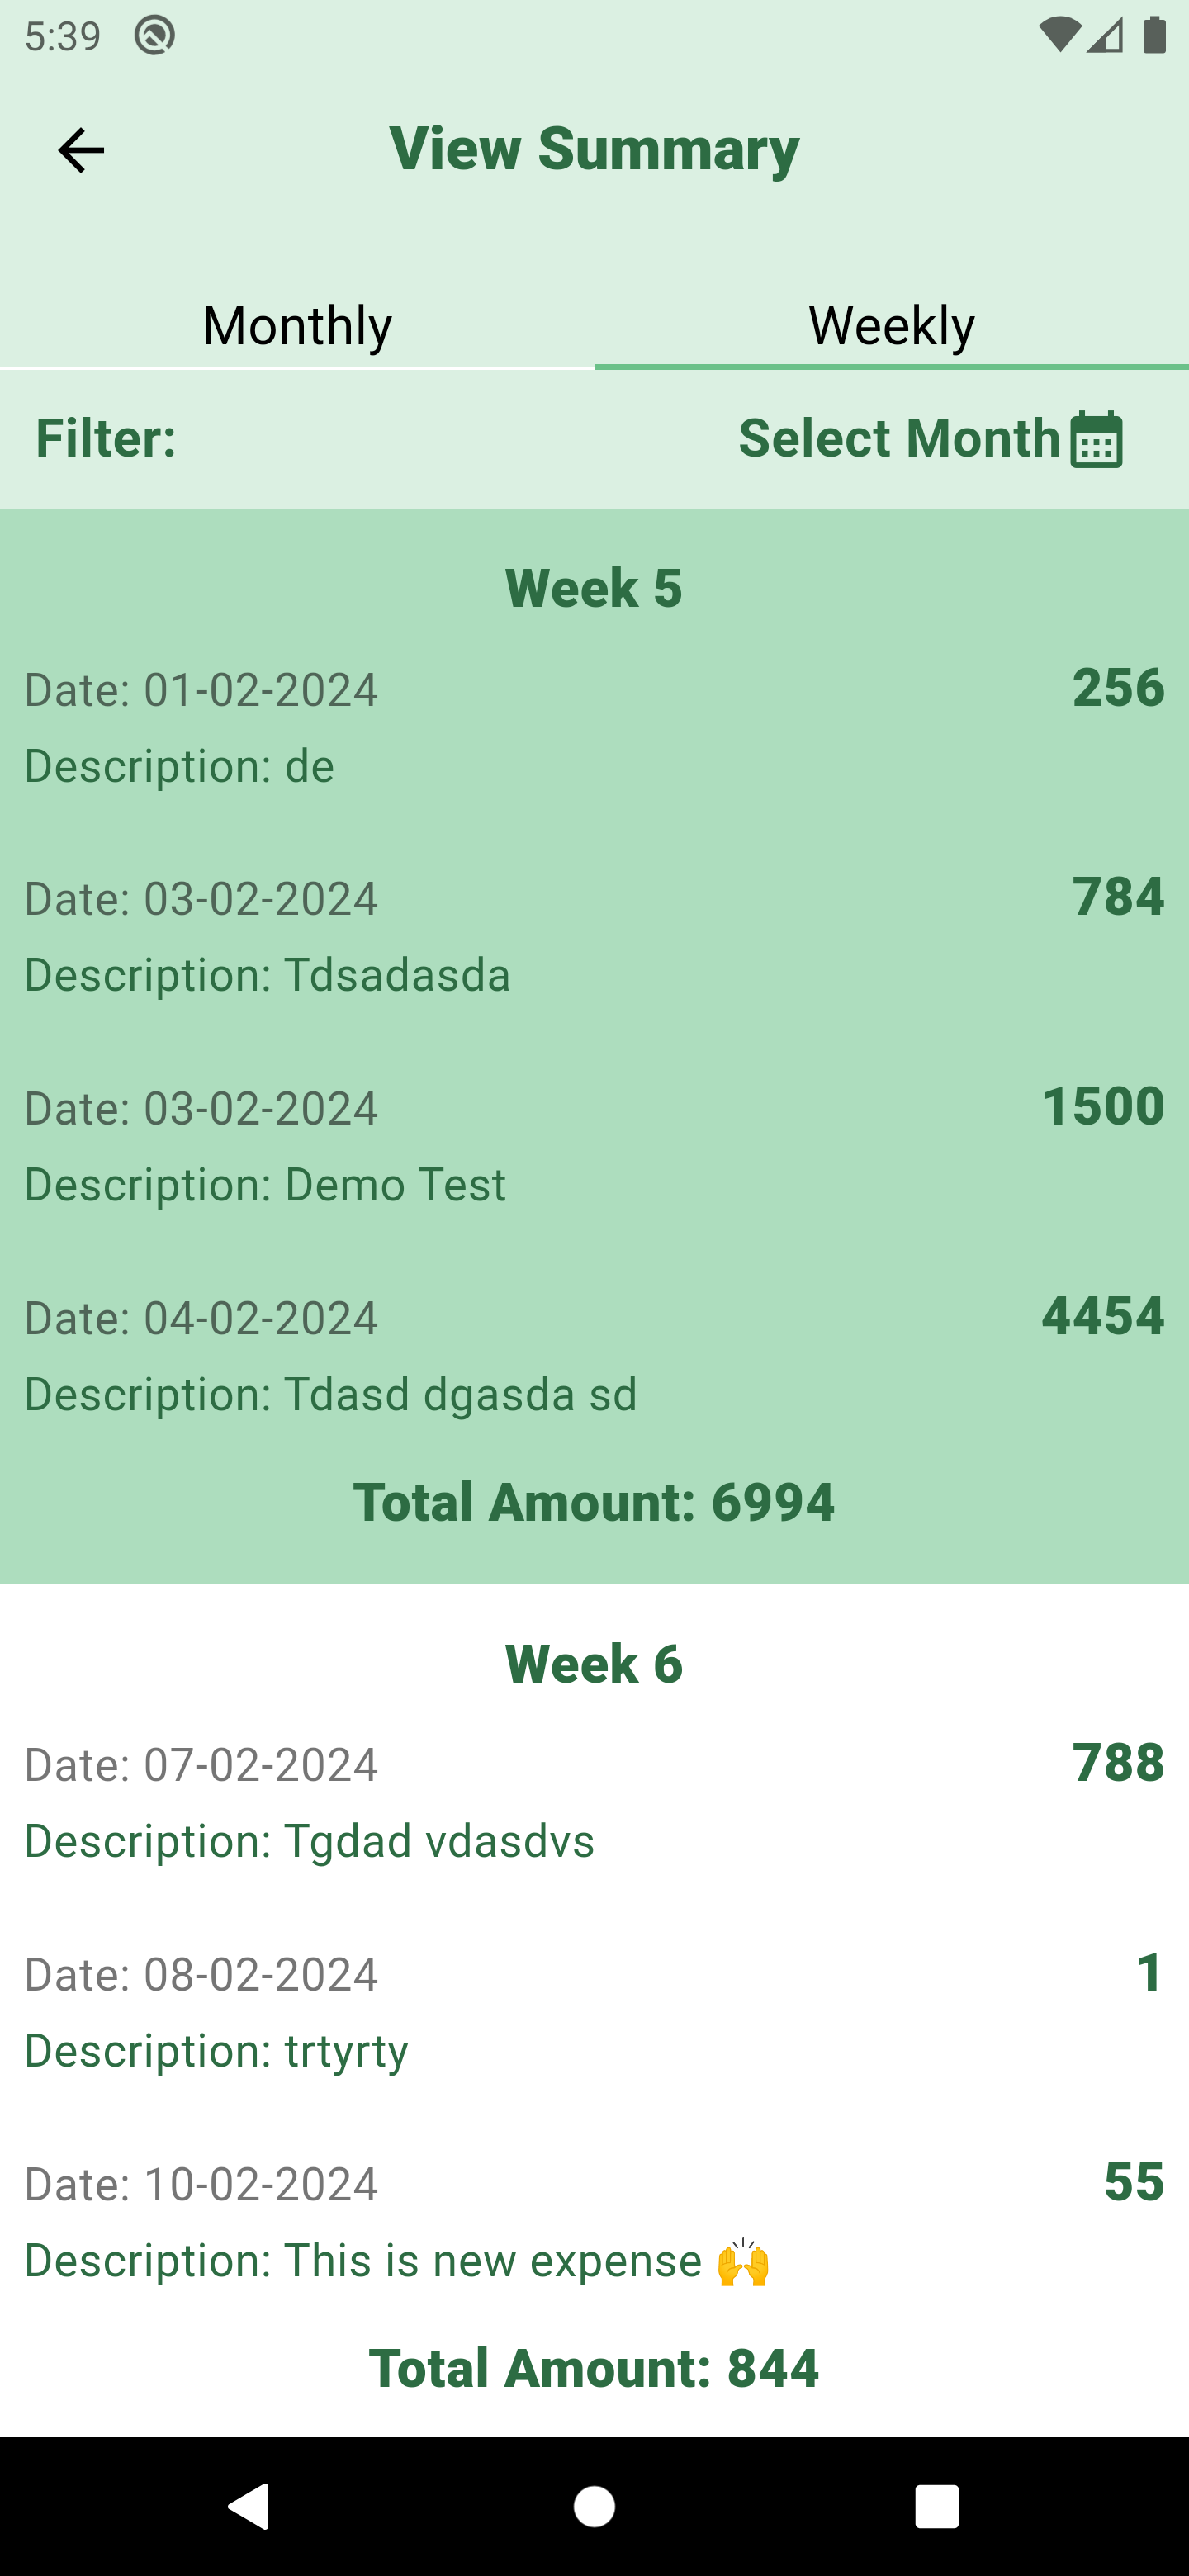 5:39
View Summary
Monthly Weekly
Filter: Select Month
Week 5
Date: 01-02-2024 256
Description: de
Date: 03-02-2024 784
Description: Tdsadasda
Date: 03-02-2024 1500
Description: Demo Test
Date: 04-02-2024 4454
Description: Tdasd dgasda sd
Total Amount: 6994
Week 6
Date: 07-02-2024 788
Description: Tgdad vdasdvs
Date: 08-02-2024 1
Description: trtyrty
Date: 10-02-2024 55
Description: This is new expense 🙌
Total Amount: 844